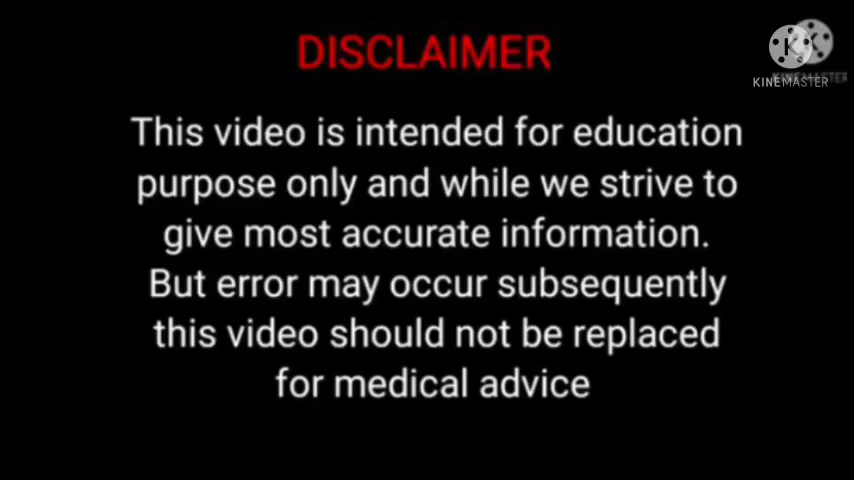 DISCLAIMER
K
K
KINEMASTER
KINEMASTER
This video is intended for education
purpose only and while we strive to
give most accurate information.
But error may occur subsequently
this video should not be replaced
for medical advice